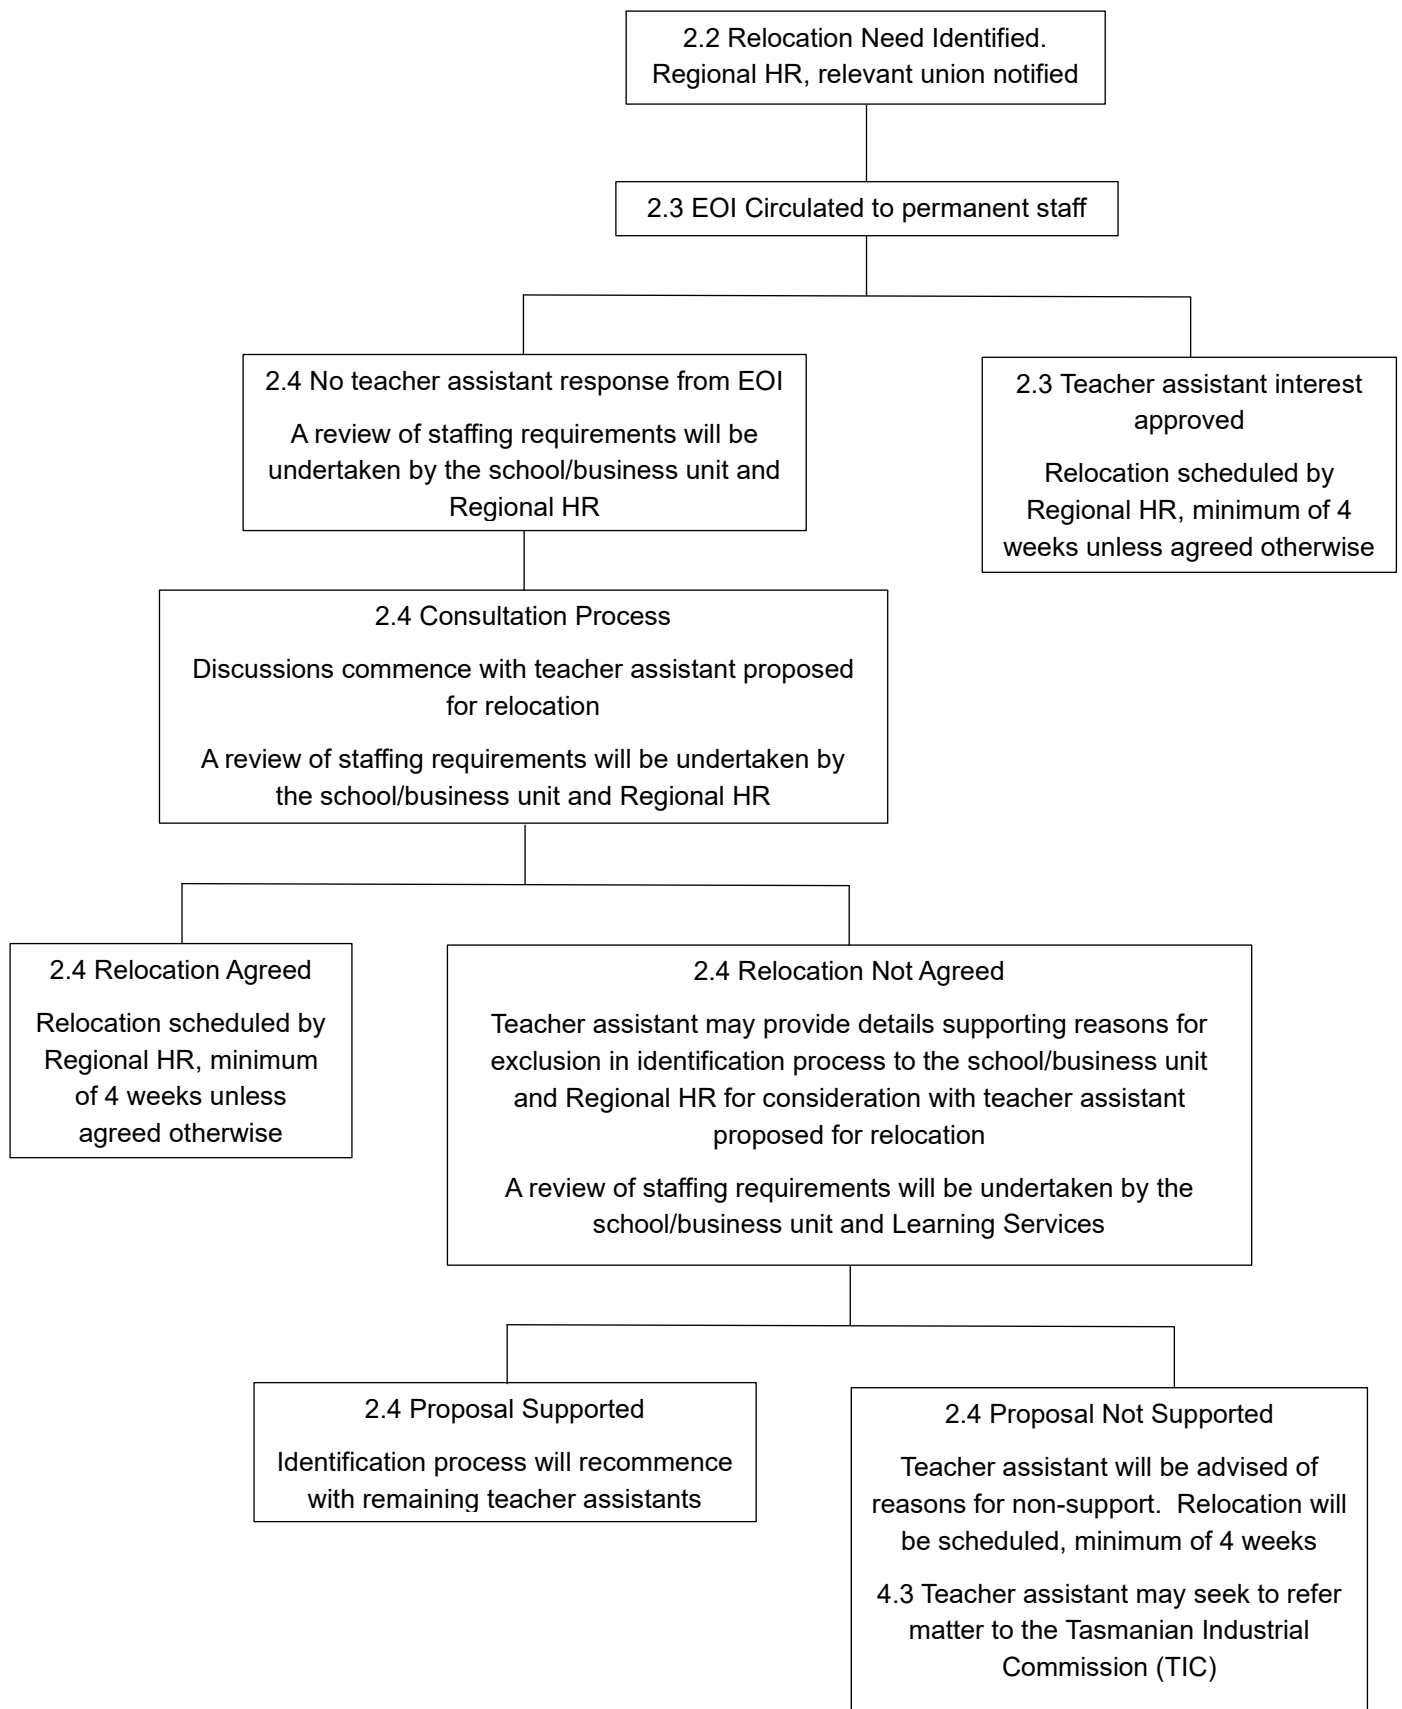 2.2 Relocation Need Identified.
Regional HR, relevant union notified
2.3 EOI Circulated to permanent staff
2.4 No teacher assistant response from EOI
A review of staffing requirements will be
undertaken by the school/business unit and
Regional HR
2.3 Teacher assistant interest
approved
Relocation scheduled by
Regional HR, minimum of 4
weeks unless agreed otherwise
2.4 Consultation Process
Discussions commence with teacher assistant proposed
for relocation
A review of staffing requirements will be undertaken by
the school/business unit and Regional HR
2.4 Relocation Agreed
Relocation scheduled by
Regional HR, minimum
of 4 weeks unless
agreed otherwise
2.4 Relocation Not Agreed
Teacher assistant may provide details supporting reasons for
exclusion in identification process to the school/business unit
and Regional HR for consideration with teacher assistant
proposed for relocation
A review of staffing requirements will be undertaken by the
school/business unit and Learning Services
2.4 Proposal Supported
Identification process will recommence
with remaining teacher assistants
2.4 Proposal Not Supported
Teacher assistant will be advised of
reasons for non-support.  Relocation will
be scheduled, minimum of 4 weeks
4.3 Teacher assistant may seek to refer
matter to the Tasmanian Industrial
Commission (TIC)